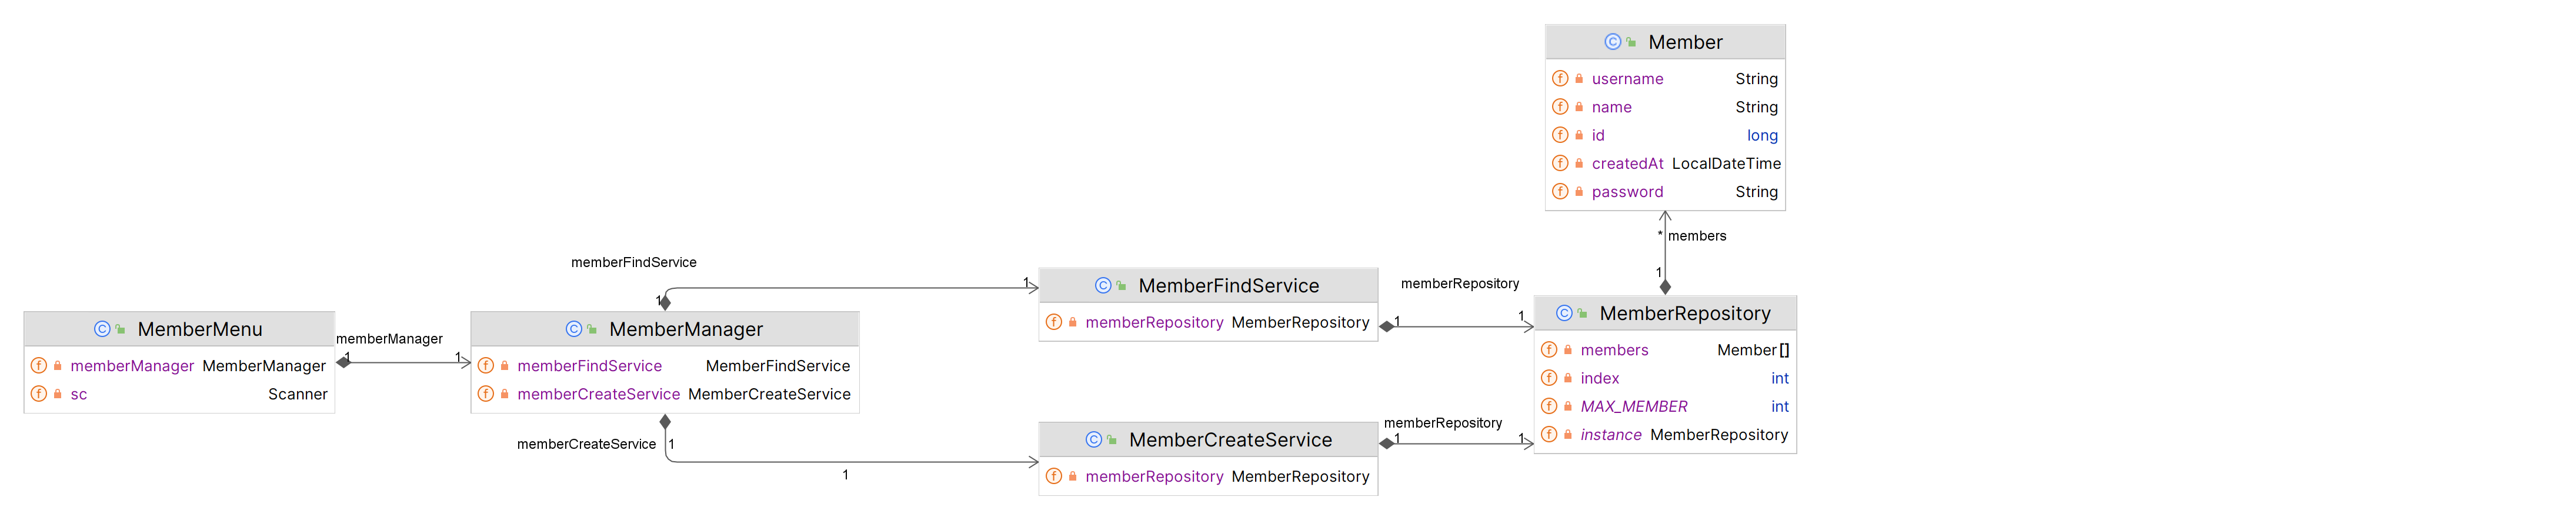 MemberMenu
memberManager MemberManager
sc Scanner
memberManager
1
1
MemberManager
memberFindService MemberFindService
memberCreateService MemberCreateService
memberFindService
1
1
memberCreateService
1
1
MemberFindService
memberRepository MemberRepository
memberRepository
1
1
MemberCreateService
memberRepository MemberRepository
memberRepository
1
1
MemberRepository
members Member[]
index int
MAX_MEMBER int
instance MemberRepository
* members
1
Member
username String
name String
id long
createdAt LocalDateTime
password String